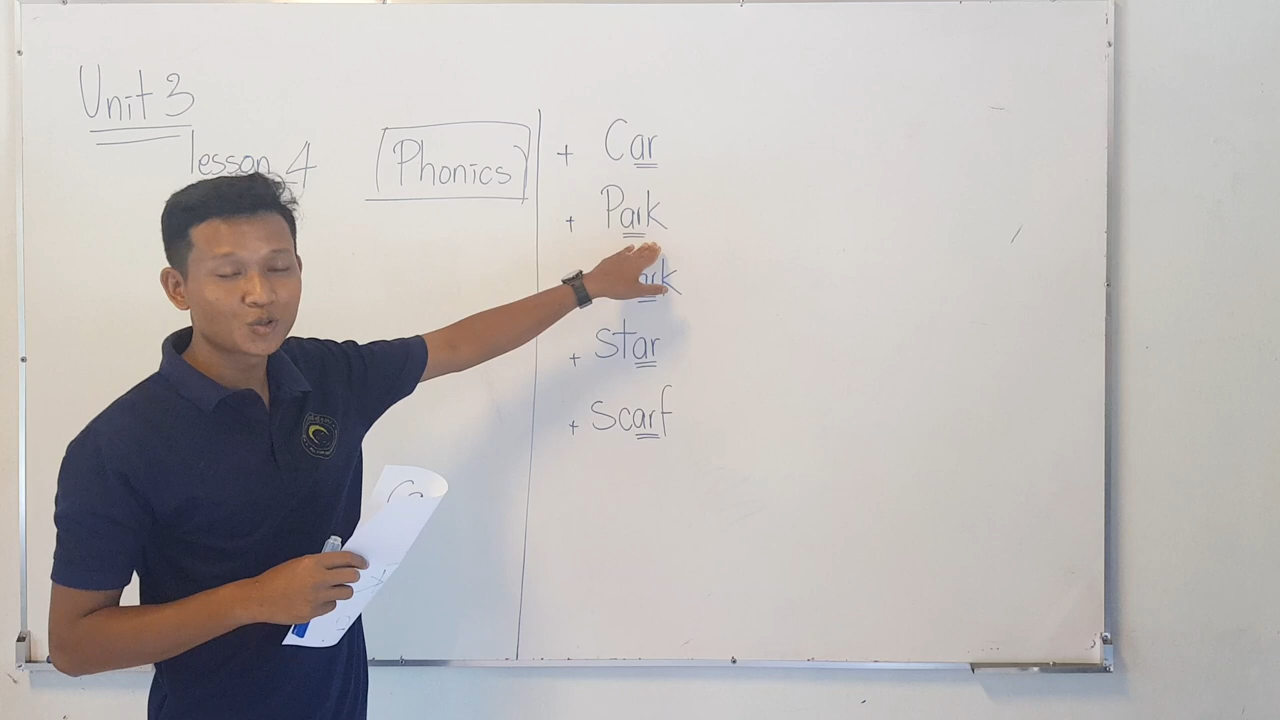 Unit 3
lesson 4
Phonics
+ Car
+ Park
+ Star
+ Scarf